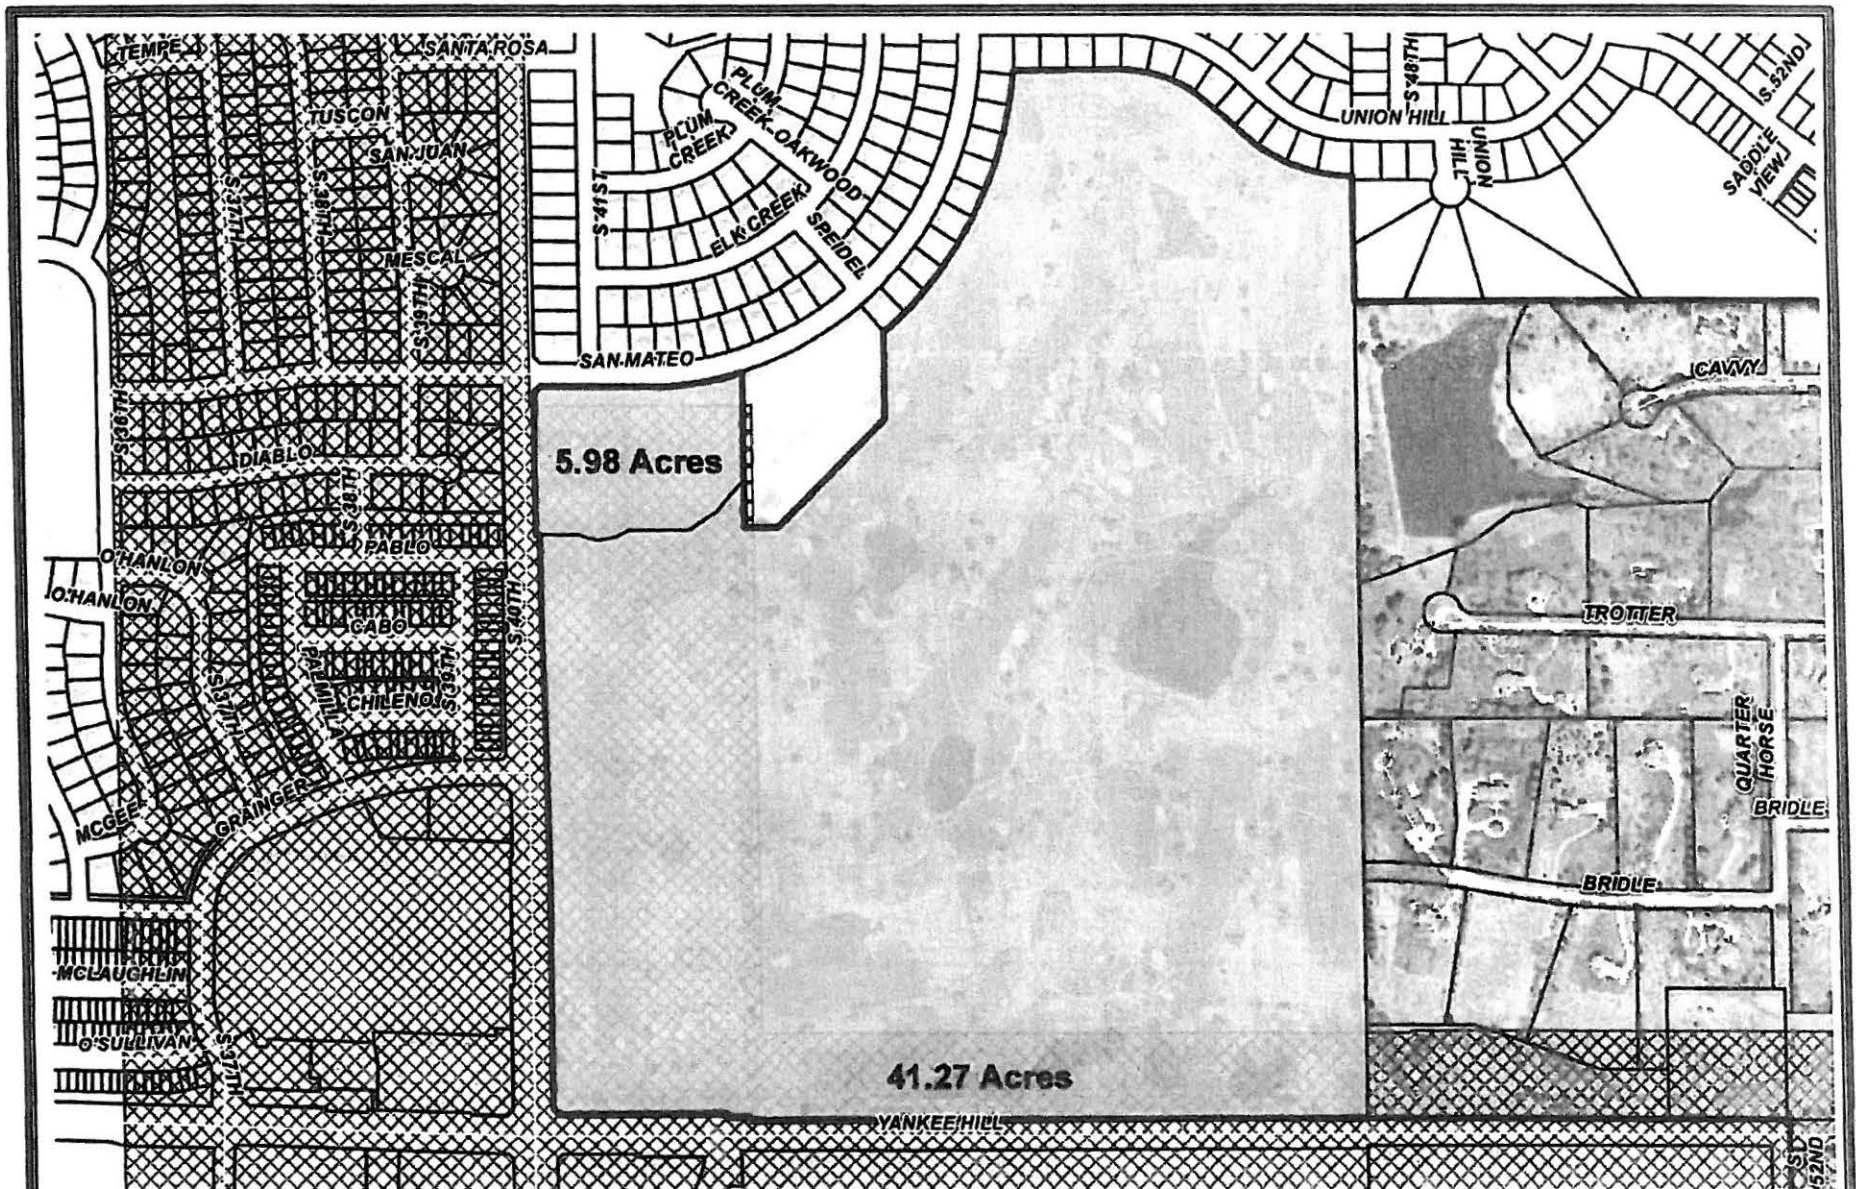 TEMPE
SANTA ROSA
TUSCON
SAN JUAN
S 37TH
S 38TH
MESCAL
S 39TH
S 41ST
PLUM
CREEK
PLUM
CREEK-OAKWOOD
ELK CREEK
SPEIDEL
SAN MATEO
UNION HILL
S 48TH
UNION
HILL
S 52ND
SADDLE
VIEW
CAVVY
S 36TH
DIABLO
S 38TH
5.98 Acres
PABLO
O'HANLON
O'HANLON
CABO
S 40TH
PALMILLA
S 39TH
CHILENO
S 37TH
TROTTER
QUARTER
HORSE
BRIDLE
MCGEE
GRAINGER
BRIDLE
MCLAUGHLIN
O'SULLIVAN
S 37TH
41.27 Acres
YANKEE HILL
S
52ND